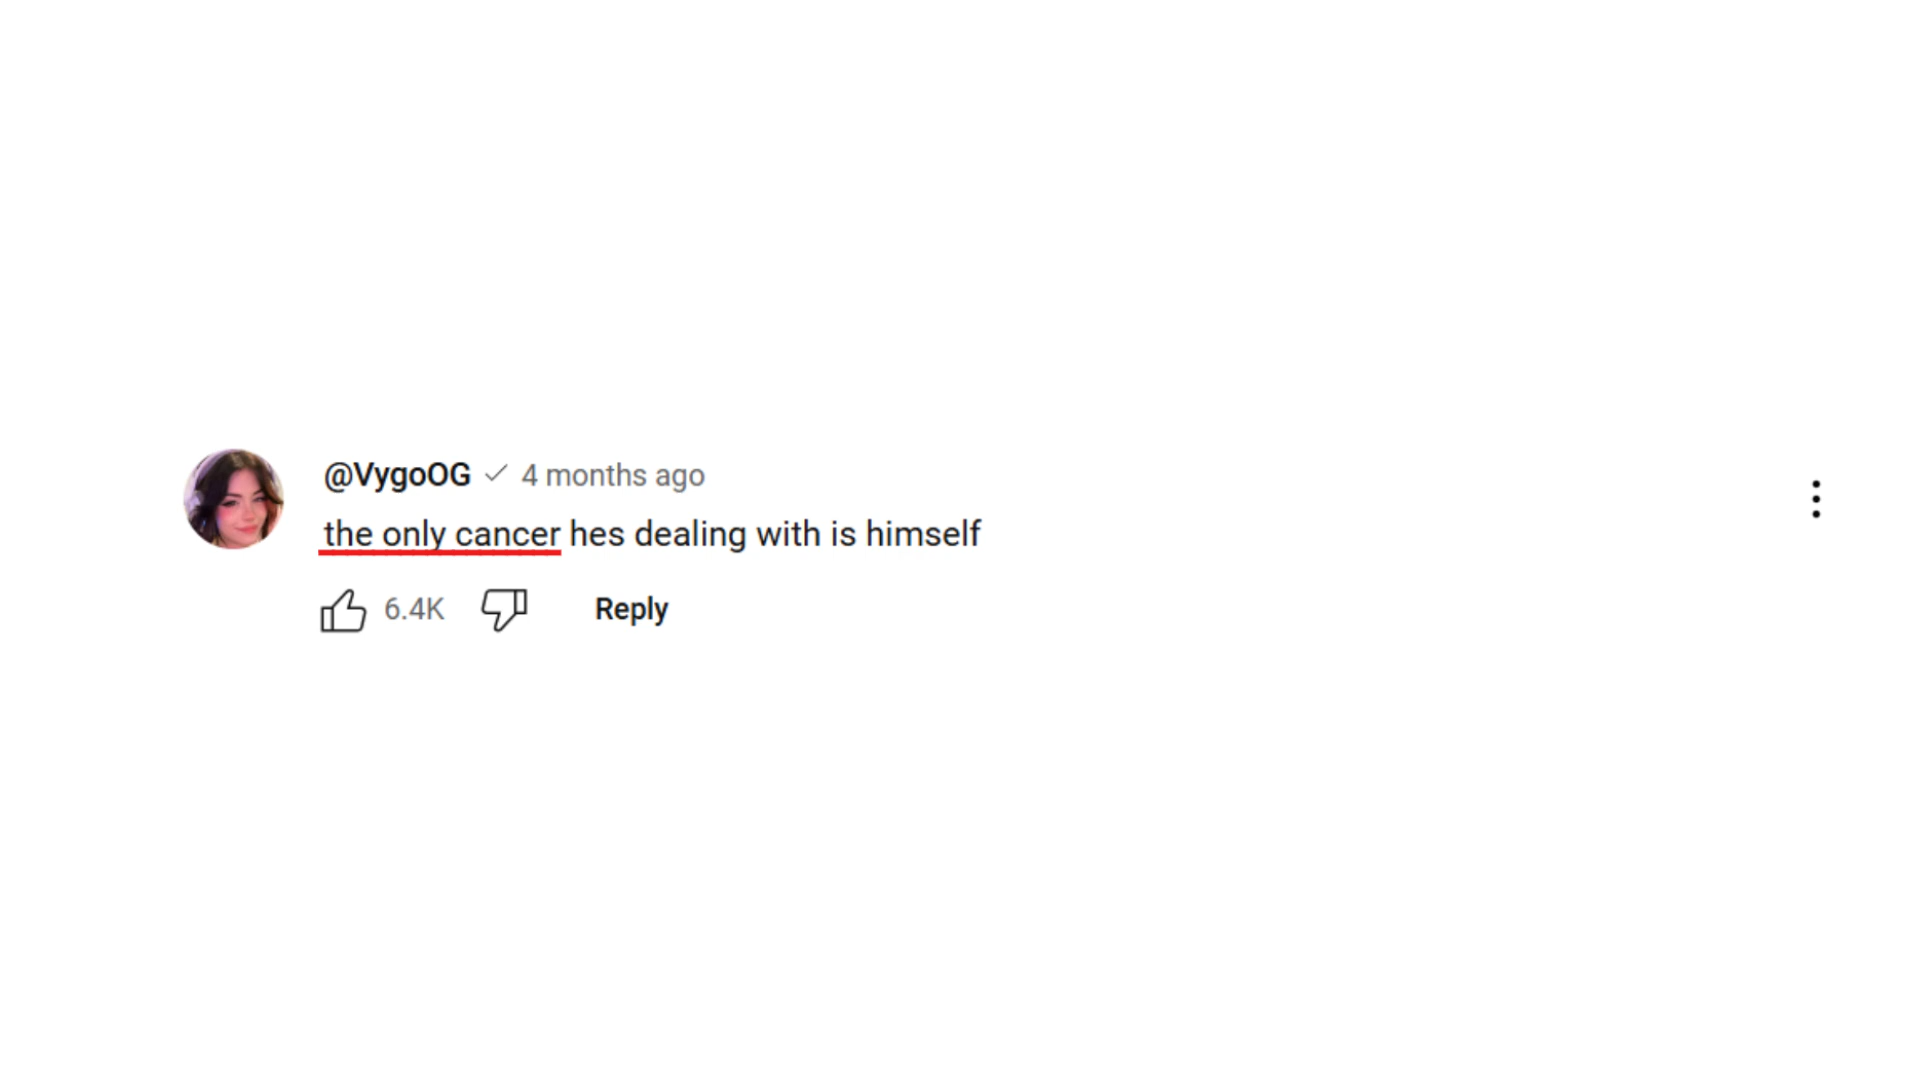 @VygoOG 4 months ago
the only cancer hes dealing with is himself
6.4K Reply